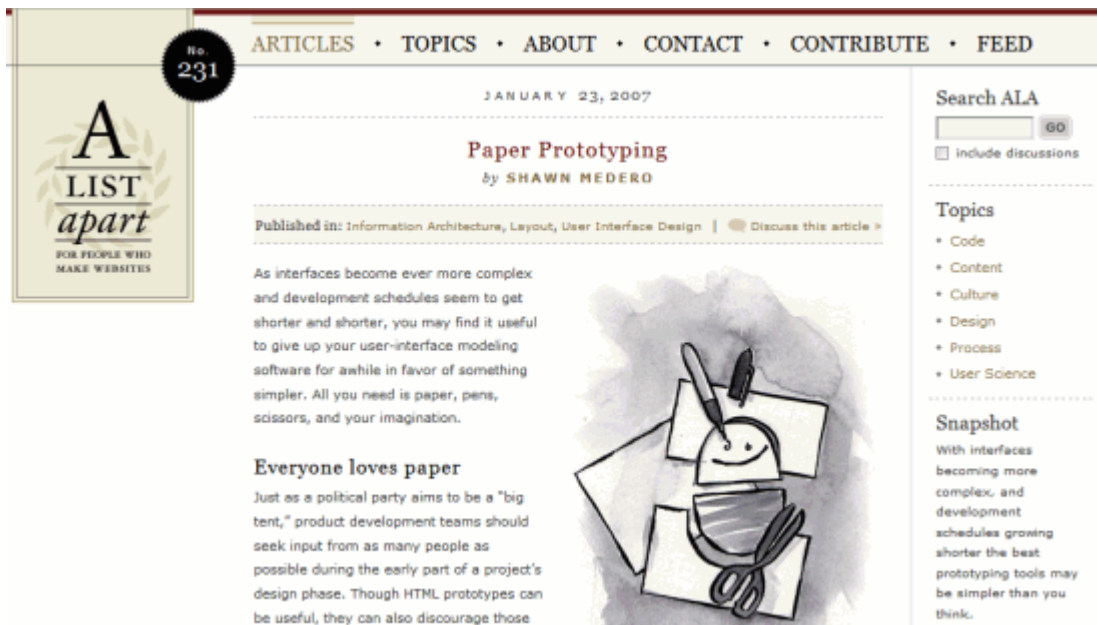 No.
231
A
LIST
apart
FOR PEOPLE WHO
MAKE WEBSITES
ARTICLES • TOPICS • ABOUT • CONTACT • CONTRIBUTE • FEED
JANUARY 23, 2007
Paper Prototyping
by SHAWN MEDERO
Published in: Information Architecture, Layout, User Interface Design | Discuss this article »
As interfaces become ever more complex
and development schedules seem to get
shorter and shorter, you may find it useful
to give up your user-interface modeling
software for awhile in favor of something
simpler. All you need is paper, pens,
scissors, and your imagination.
Everyone loves paper
Just as a political party aims to be a "big
tent," product development teams should
seek input from as many people as
possible during the early part of a project's
design phase. Though HTML prototypes can
be useful, they can also discourage those
Search ALA
GO
include discussions
Topics
• Code
• Content
• Culture
• Design
• Process
• User Science
Snapshot
With interfaces
becoming more
complex, and
development
schedules growing
shorter the best
prototyping tools may
be simpler than you
think.